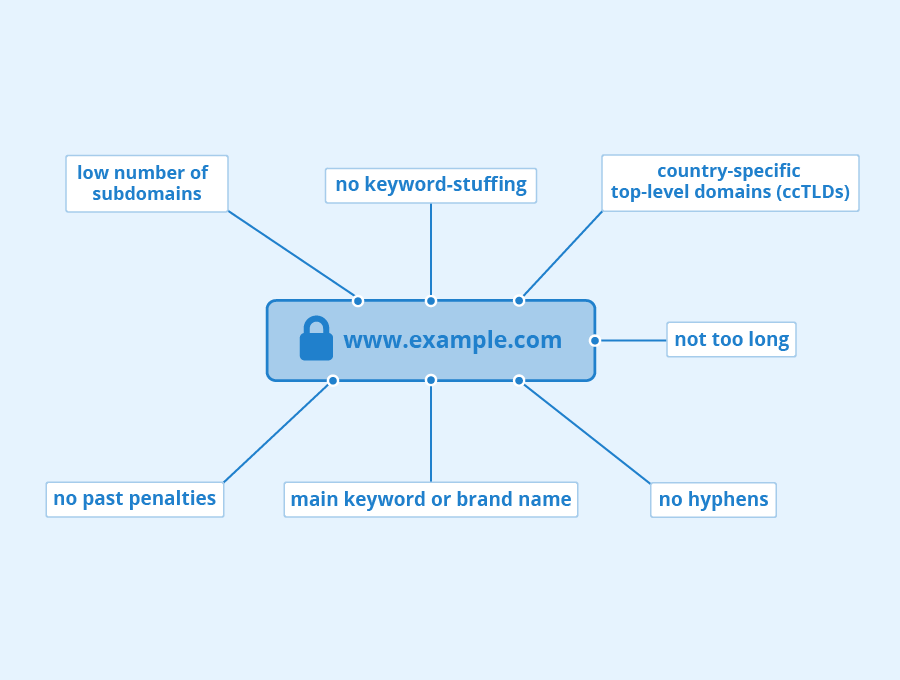 low number of
subdomains
no keyword-stuffing
country-specific
top-level domains (ccTLDs)
www.example.com
not too long
no past penalties
main keyword or brand name
no hyphens